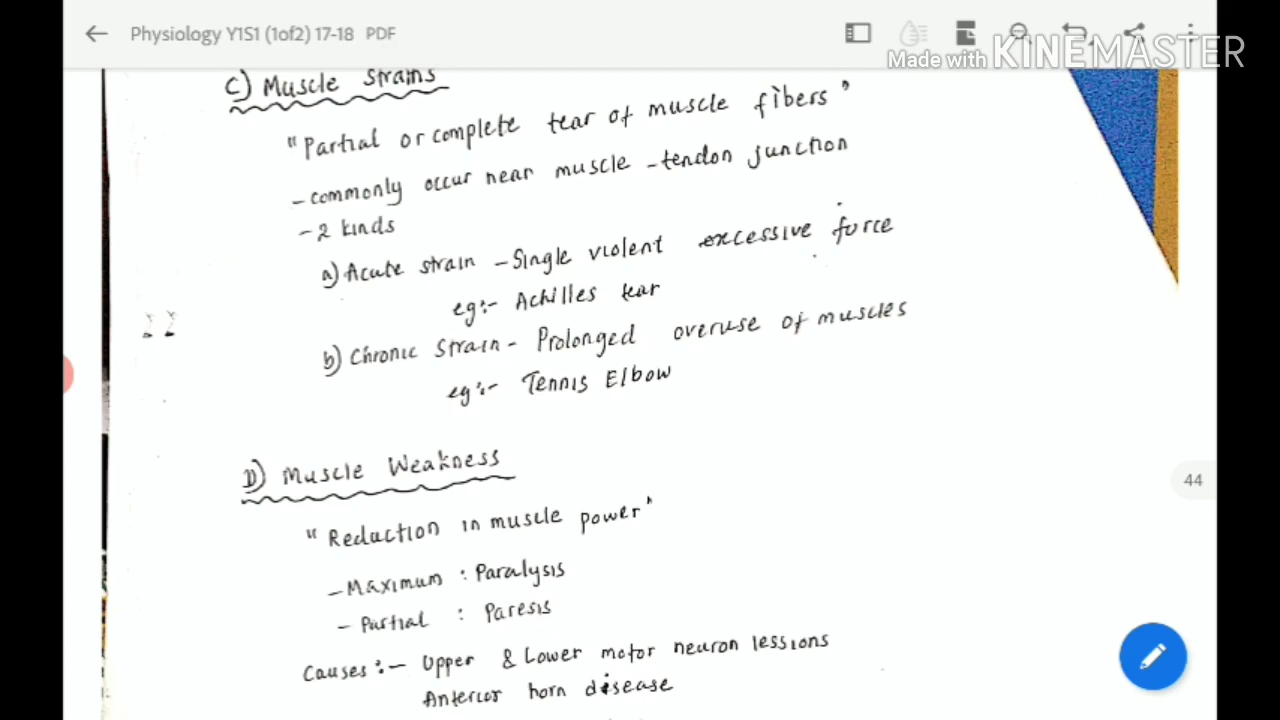 Physiology Y1S1 (1of2) 17-18 PDF
Made with KINEMASTER
C) Muscle Strains
"Partial or complete tear of muscle fibers"
- commonly occur near muscle - tendon junction
- 2 kinds
a) Acute strain - Single violent excessive force
eg:- Achilles tear
b) Chronic Strain - Prolonged overuse of muscles
eg:- Tennis Elbow
D) Muscle Weakness
44
"Reduction in muscle power"
- Maximum : Paralysis
- Partial : Paresis
Causes :- Upper & Lower motor neuron lessions
Anterior horn disease